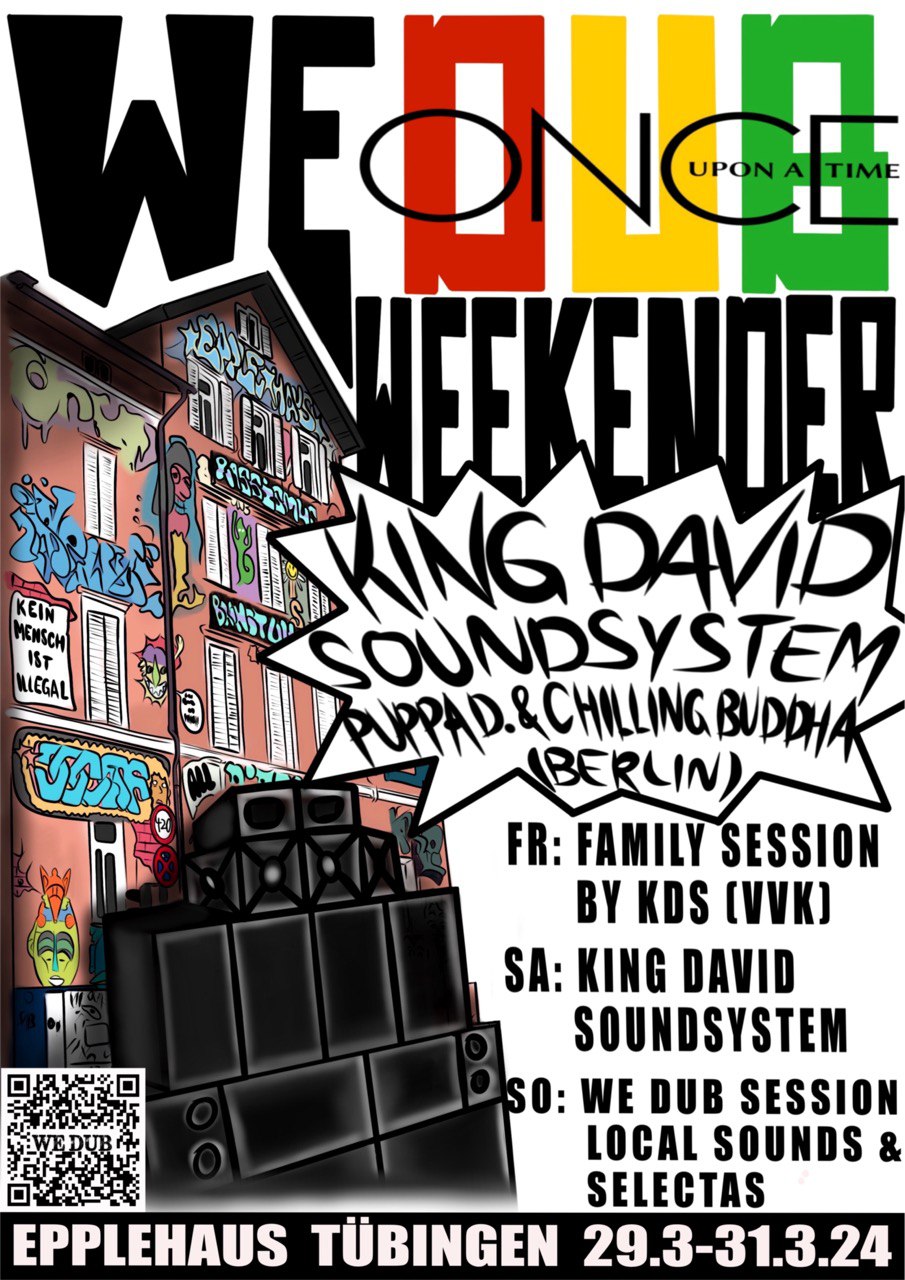 WE DUB
ONCE
UPON A TIME
WEEKENDER
KING DAVID
SOUNDSYSTEM
PUPPA D. & CHILLING BUDDHA
(BERLIN)
EPPLEHAUS
KEIN
MENSCH
IST
ILLEGAL
420
FR: FAMILY SESSION
BY KDS (VVK)
SA: KING DAVID
SOUNDSYSTEM
SO: WE DUB SESSION
LOCAL SOUNDS &
SELECTAS
WE DUB
EPPLEHAUS TÜBINGEN 29.3-31.3.24